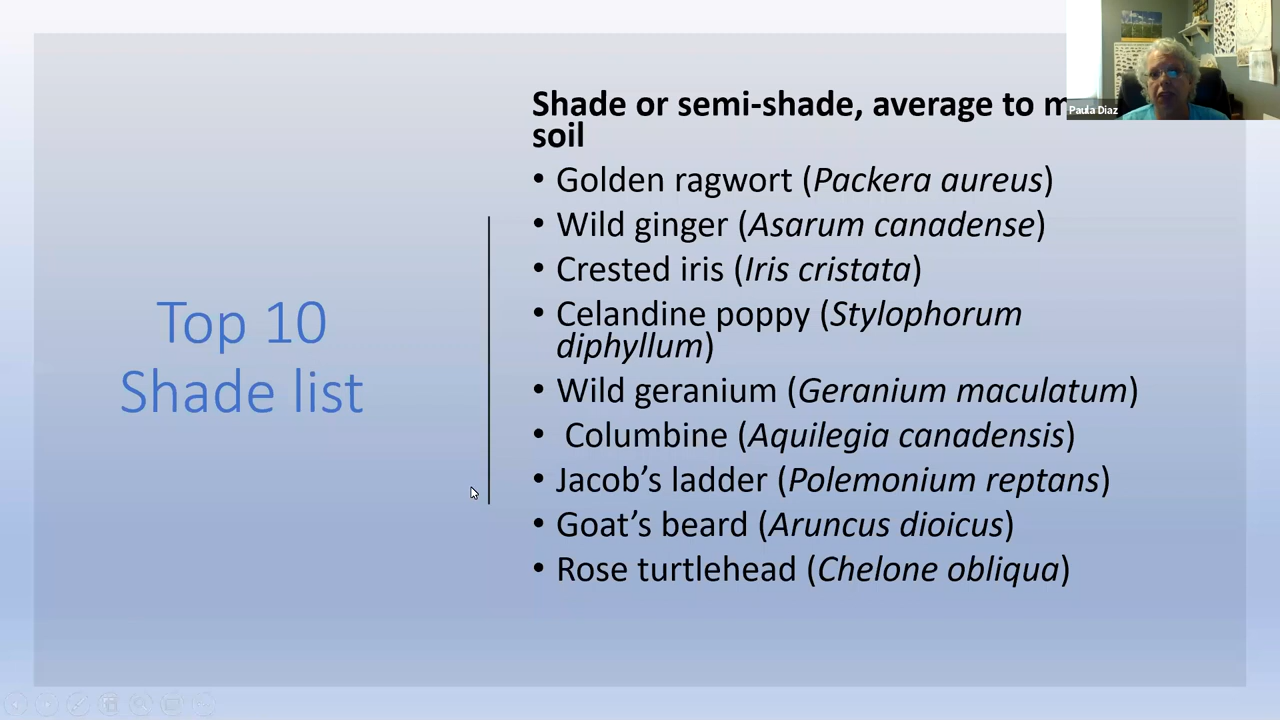 Shade or semi-shade, average to
Paula Diaz
soil
• Golden ragwort (Packera aureus)
• Wild ginger (Asarum canadense)
• Crested iris (Iris cristata)
• Celandine poppy (Stylophorum
diphyllum)
• Wild geranium (Geranium maculatum)
Top 10
Shade list
• Columbine (Aquilegia canadensis)
• Jacob’s ladder (Polemonium reptans)
• Goat’s beard (Aruncus dioicus)
• Rose turtlehead (Chelone obliqua)